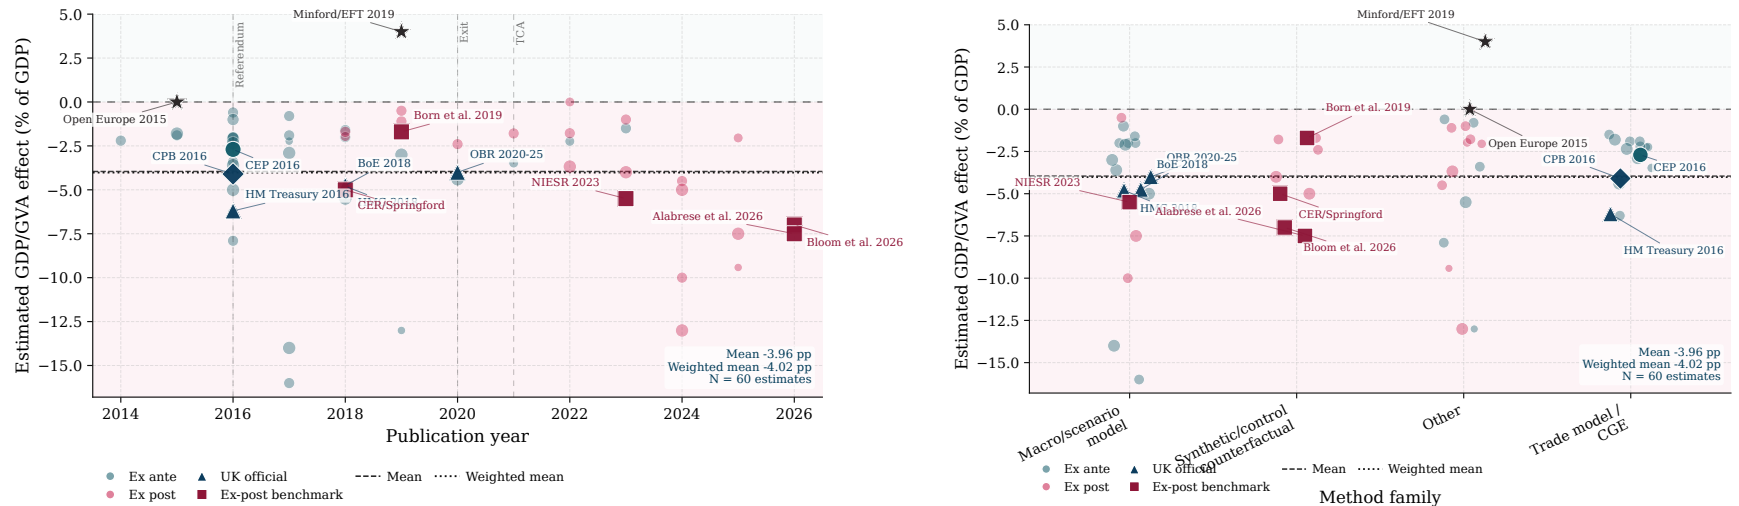 Estimated GDP/GVA effect (% of GDP)
5.0
2.5
0.0
−2.5
−5.0
−7.5
−10.0
−12.5
−15.0
Minford/EFT 2019
Referendum
Exit
TCA
Open Europe 2015
Born et al. 2019
CPB 2016
CEP 2016
BoE 2018
OBR 2020-25
HM Treasury 2016
CER/Springford
NIESR 2023
Alabrese et al. 2026
Bloom et al. 2026
Mean -3.96 pp
Weighted mean -4.02 pp
N = 60 estimates
2014
2016
2018
2020
2022
2024
2026
Publication year
Ex ante
UK official
Mean
Weighted mean
Ex post
Ex-post benchmark
Estimated GDP/GVA effect (% of GDP)
5.0
2.5
0.0
−2.5
−5.0
−7.5
−10.0
−12.5
−15.0
Minford/EFT 2019
Born et al. 2019
Open Europe 2015
OBR 2020-25
BoE 2018
CPB 2016
CEP 2016
NIESR 2023
Alabrese et al. 2026
CER/Springford
Bloom et al. 2026
HM Treasury 2016
Mean -3.96 pp
Weighted mean -4.02 pp
N = 60 estimates
Macro/scenario
model
Synthetic/control
counterfactual
Other
Trade model /
CGE
Ex ante
UK official
Mean
Weighted mean
Ex post
Ex-post benchmark
Method family